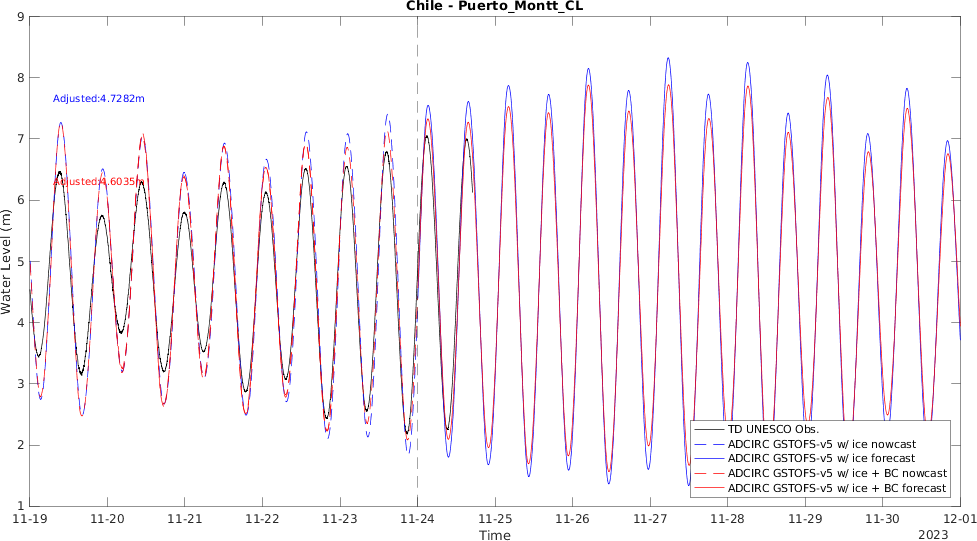 Chile - Puerto_Montt_CL
9
8
7
6
5
4
3
2
1
Water Level (m)
Adjusted:4.7282m
Adjusted:4.6035m
TD UNESCO Obs.
ADCIRC GSTOFS-v5 w/ ice nowcast
ADCIRC GSTOFS-v5 w/ ice forecast
ADCIRC GSTOFS-v5 w/ ice + BC nowcast
ADCIRC GSTOFS-v5 w/ ice + BC forecast
11-19 11-20 11-21 11-22 11-23 11-24 11-25 11-26 11-27 11-28 11-29 11-30 12-01
Time
2023